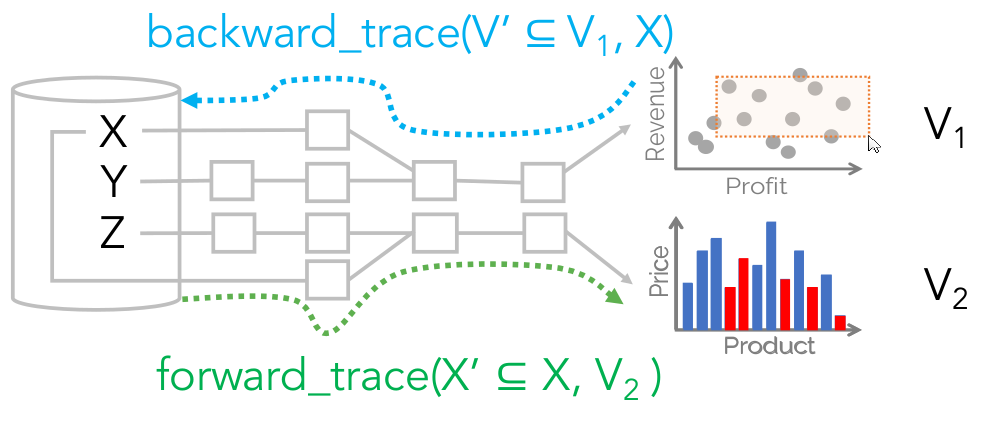 backward_trace(V′ ⊆ V₁, X)
X
Y
Z
Revenue
Profit
V₁
Price
Product
V₂
forward_trace(X′ ⊆ X, V₂ )